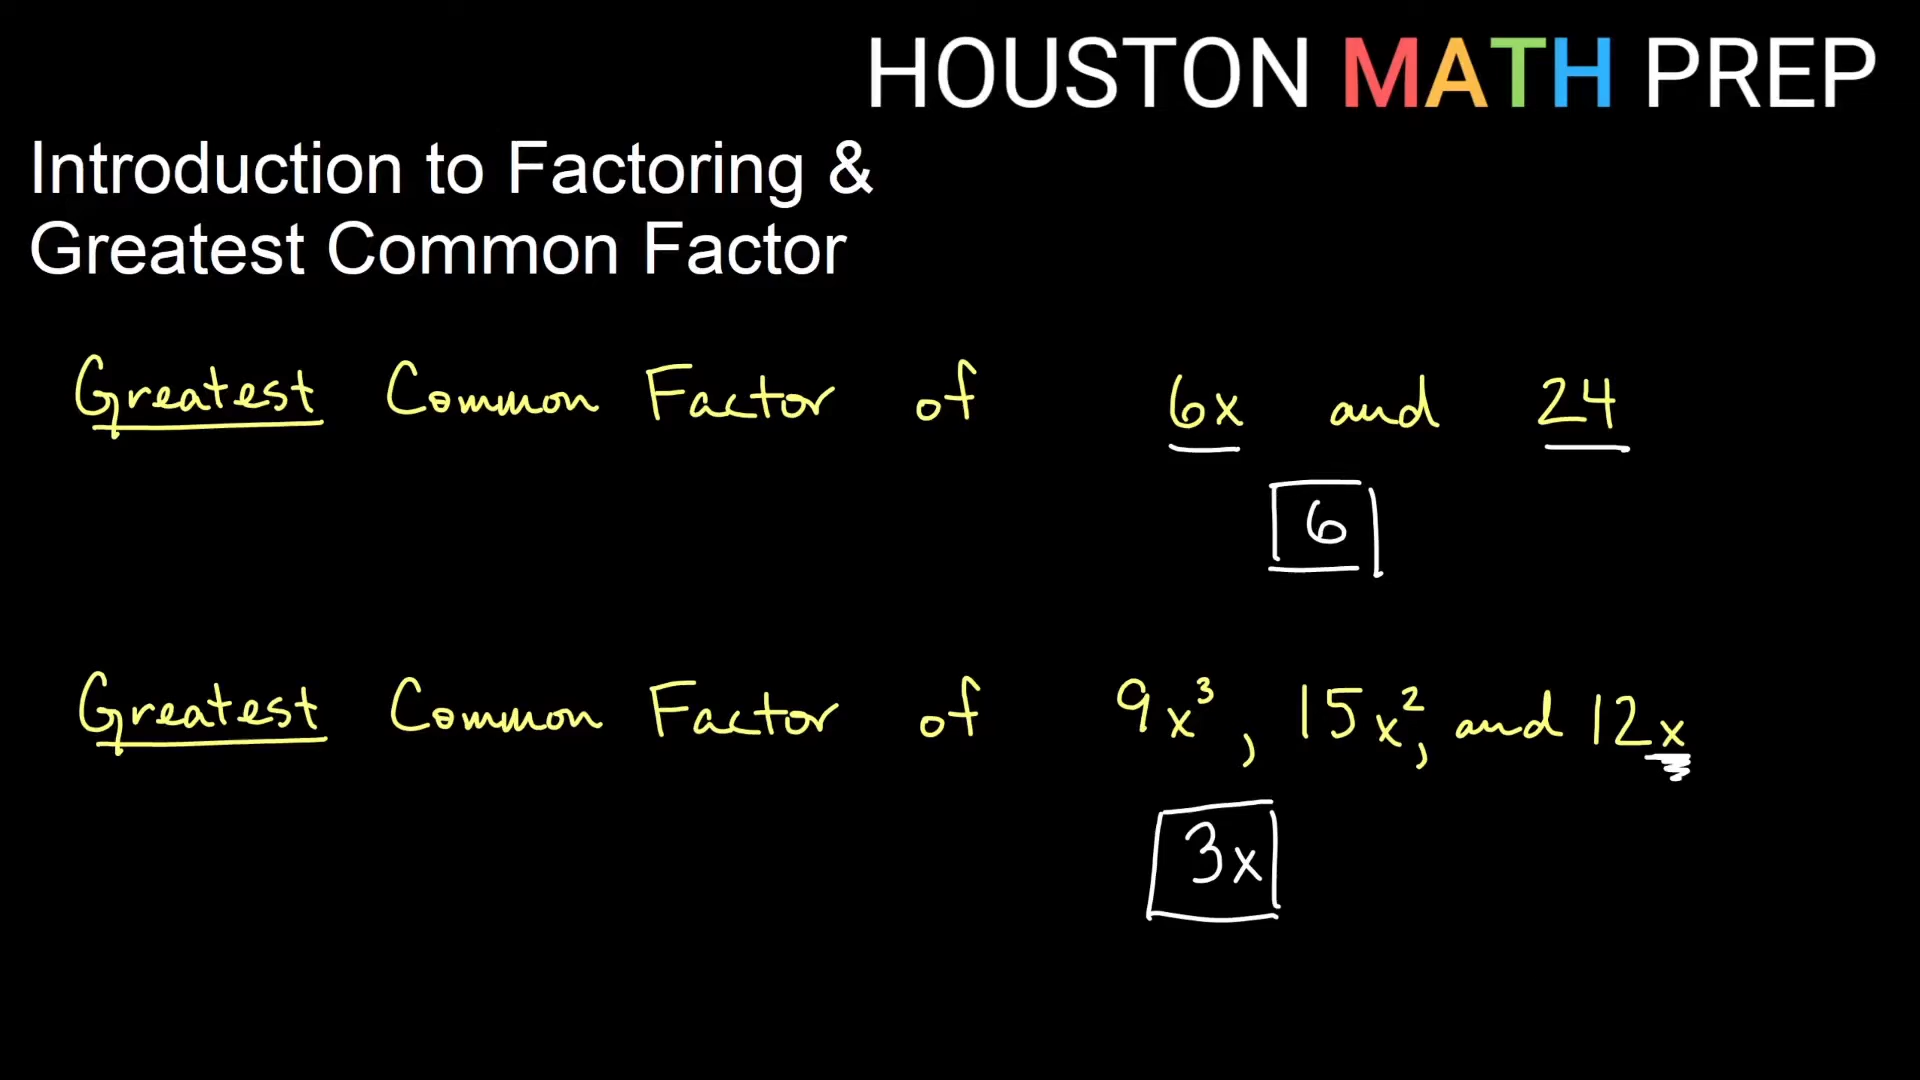 HOUSTON MATH PREP
Introduction to Factoring &
Greatest Common Factor
Greatest Common Factor of 6x and 24
6
Greatest Common Factor of 9x³, 15x², and 12x
3x